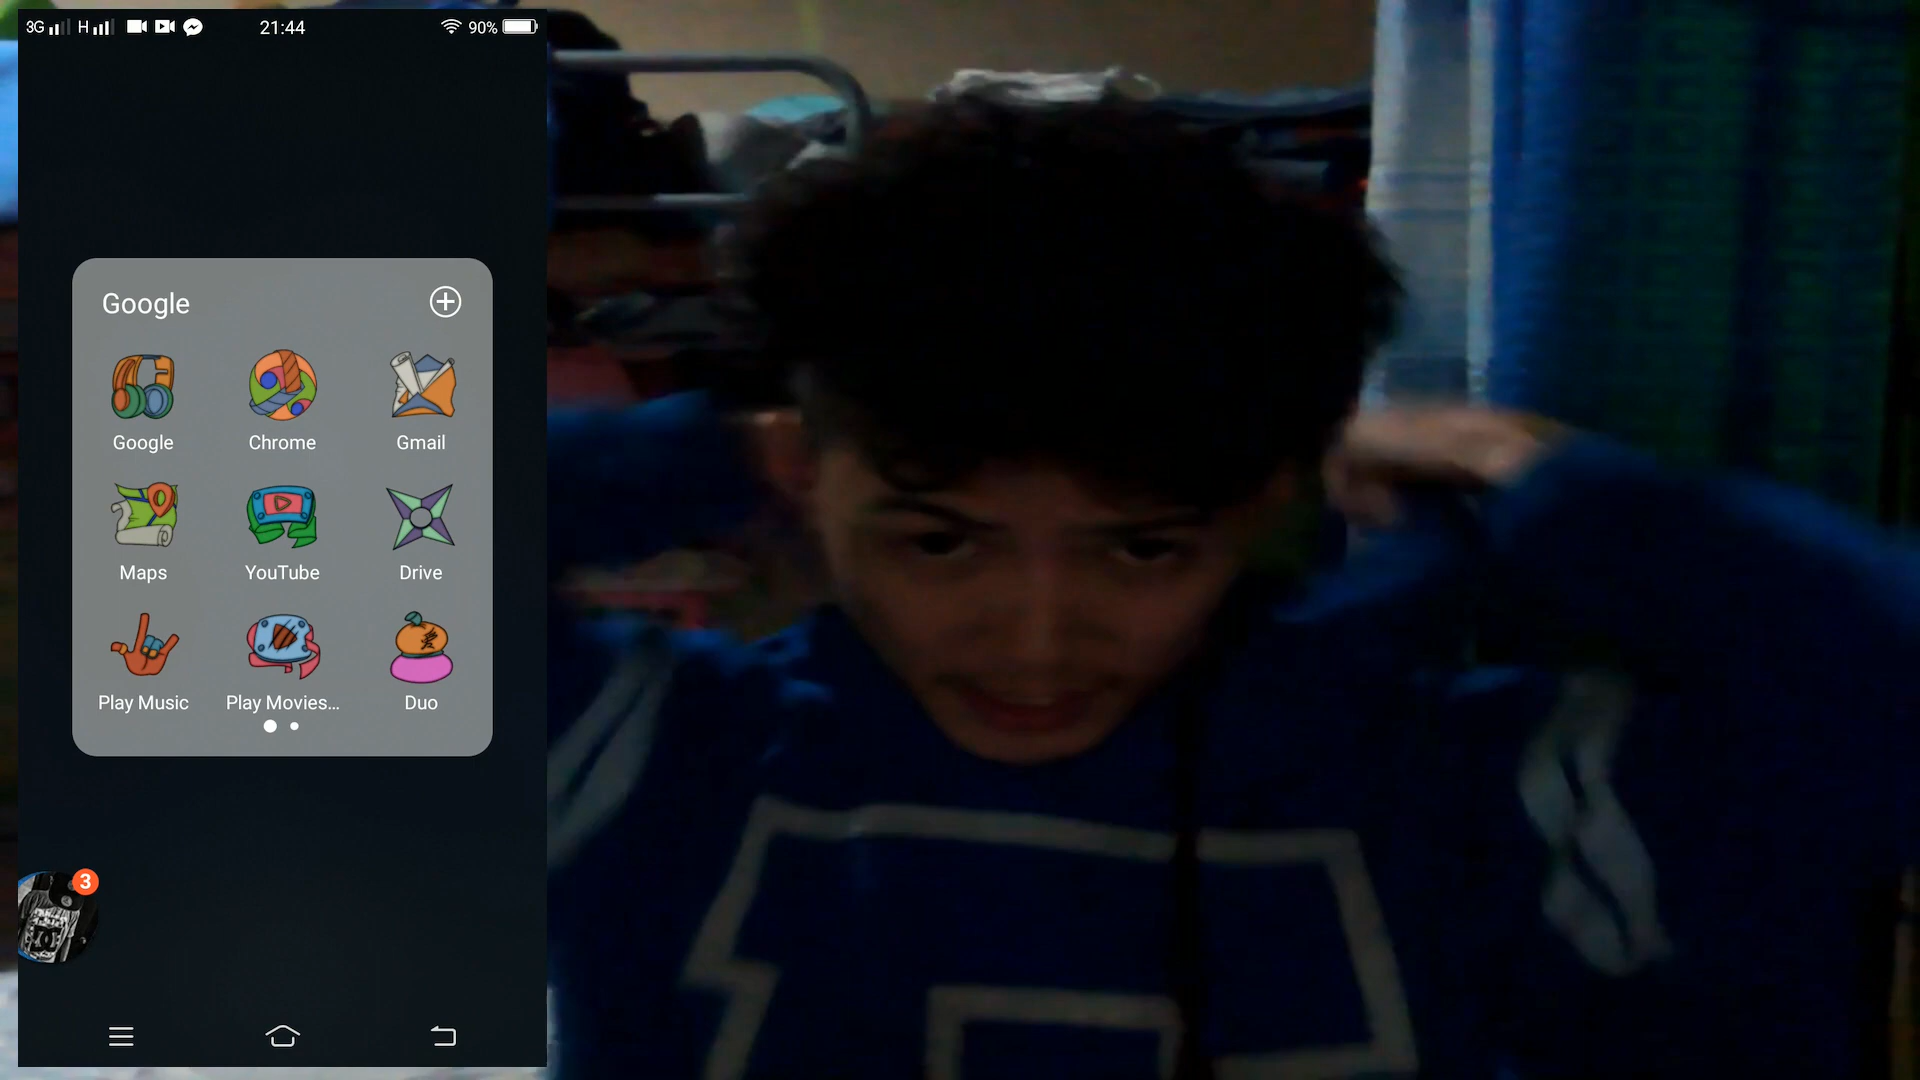 3G H 21:44 90%
Google
Google Chrome Gmail
Maps YouTube Drive
Play Music Play Movies... Duo
3